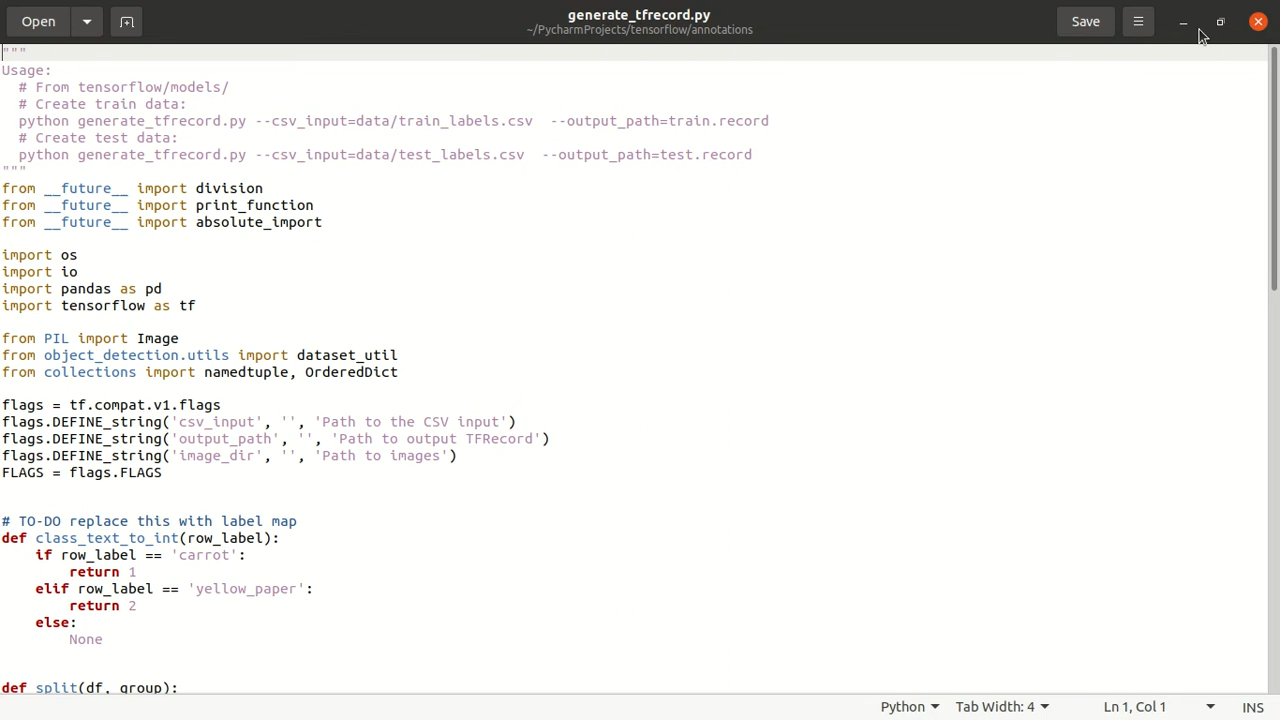 Open
generate_tfrecord.py
~/PycharmProjects/tensorflow/annotations
Save
"""
Usage:
  # From tensorflow/models/
  # Create train data:
  python generate_tfrecord.py --csv_input=data/train_labels.csv  --output_path=train.record
  # Create test data:
  python generate_tfrecord.py --csv_input=data/test_labels.csv  --output_path=test.record
"""
from __future__ import division
from __future__ import print_function
from __future__ import absolute_import
import os
import io
import pandas as pd
import tensorflow as tf
from PIL import Image
from object_detection.utils import dataset_util
from collections import namedtuple, OrderedDict
flags = tf.compat.v1.flags
flags.DEFINE_string('csv_input', '', 'Path to the CSV input')
flags.DEFINE_string('output_path', '', 'Path to output TFRecord')
flags.DEFINE_string('image_dir', '', 'Path to images')
FLAGS = flags.FLAGS
# TO-DO replace this with label map
def class_text_to_int(row_label):
    if row_label == 'carrot':
        return 1
    elif row_label == 'yellow_paper':
        return 2
    else:
        None
def split(df, group):
Python
Tab Width: 4
Ln 1, Col 1
INS